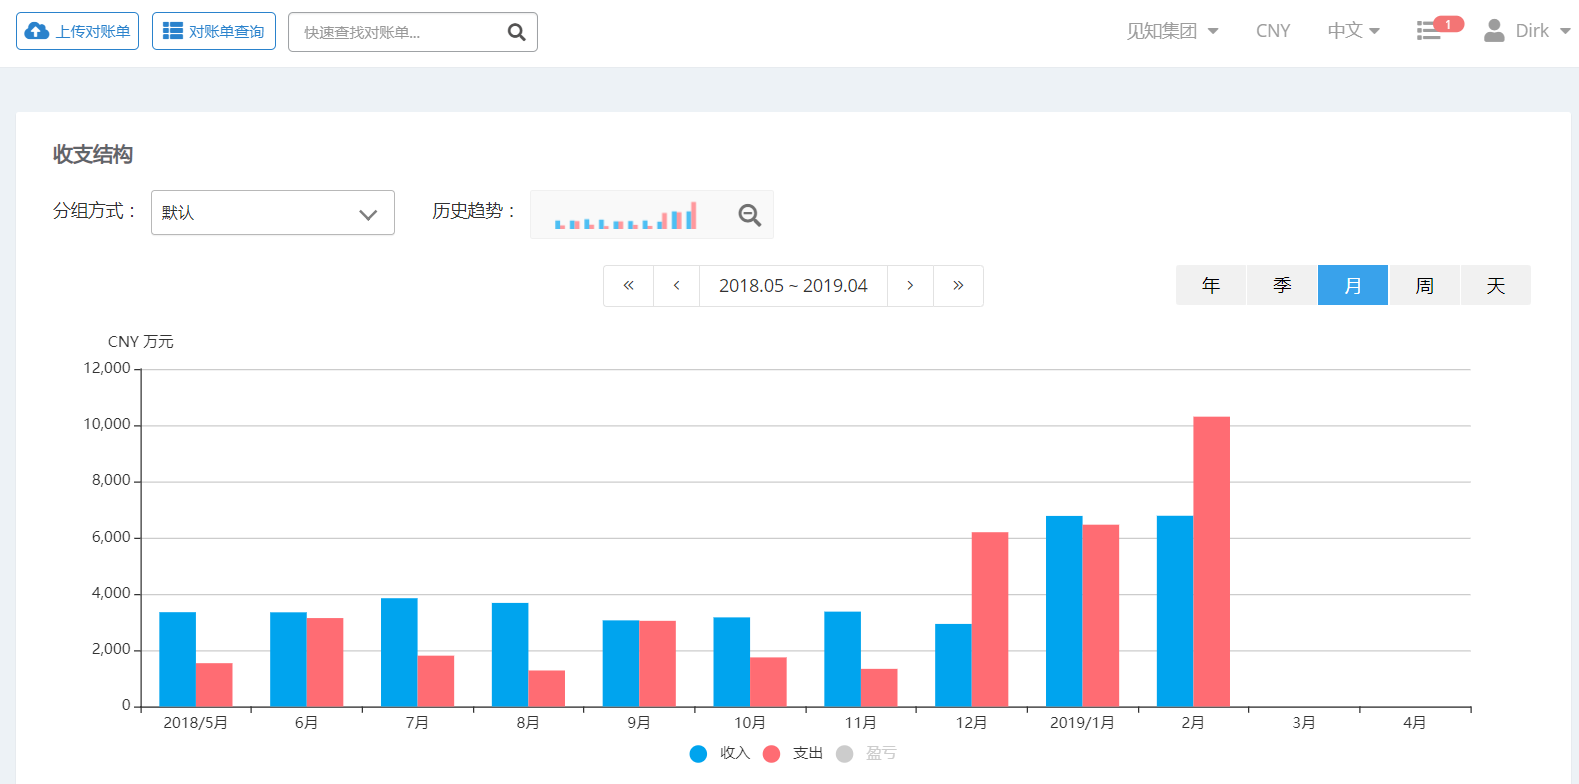 上传对账单 对账单查询 快速查找对账单... 见知集团 CNY 中文 1 Dirk
收支结构
分组方式： 默认 历史趋势：
« ‹ 2018.05 ~ 2019.04 › » 年 季 月 周 天
CNY 万元
12,000
10,000
8,000
6,000
4,000
2,000
0
2018/5月 6月 7月 8月 9月 10月 11月 12月 2019/1月 2月 3月 4月
收入 支出 盈亏